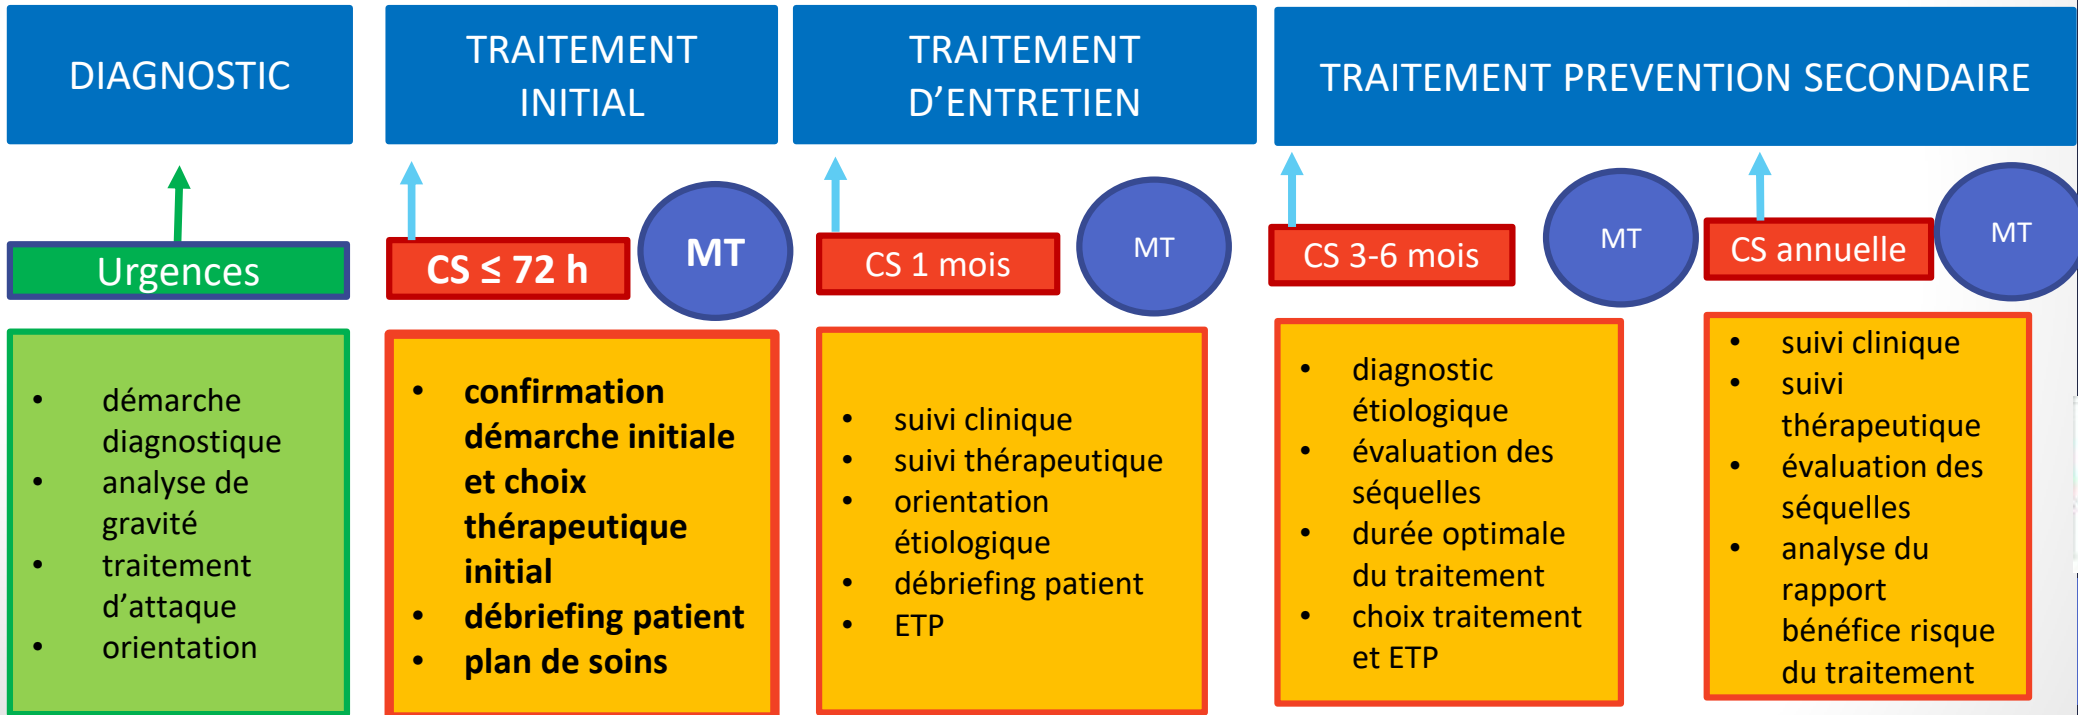 DIAGNOSTIC
TRAITEMENT
INITIAL
TRAITEMENT
D’ENTRETIEN
TRAITEMENT PREVENTION SECONDAIRE
Urgences
CS ≤ 72 h
MT
CS 1 mois
MT
CS 3-6 mois
MT
CS annuelle
MT
• démarche
diagnostique
• analyse de
gravité
• traitement
d’attaque
• orientation
• confirmation
démarche initiale
et choix
thérapeutique
initial
• débriefing patient
• plan de soins
• suivi clinique
• suivi thérapeutique
• orientation
étiologique
• débriefing patient
• ETP
• diagnostic
étiologique
• évaluation des
séquelles
• durée optimale
du traitement
• choix traitement
et ETP
• suivi clinique
• suivi
thérapeutique
• évaluation des
séquelles
• analyse du
rapport
bénéfice risque
du traitement